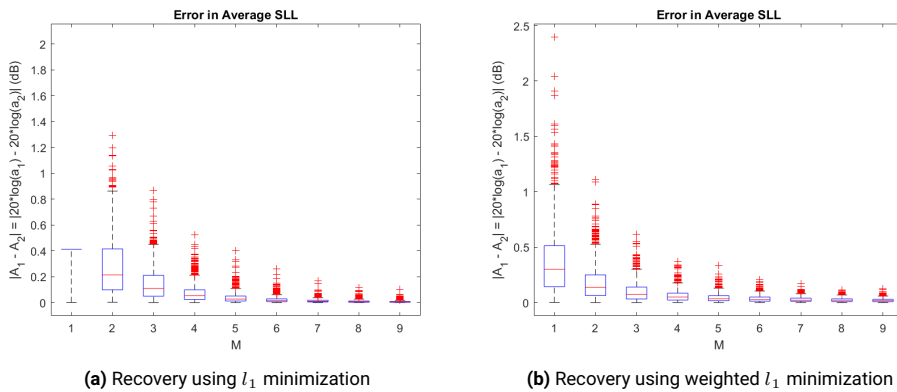 Error in Average SLL
|A₁ - A₂| = |20*log(a₁) - 20*log(a₂)| (dB)
2
1.8
1.6
1.4
1.2
1
0.8
0.6
0.4
0.2
0
1 2 3 4 5 6 7 8 9
M
(a) Recovery using l₁ minimization
Error in Average SLL
|A₁ - A₂| = |20*log(a₁) - 20*log(a₂)| (dB)
2.5
2
1.5
1
0.5
0
1 2 3 4 5 6 7 8 9
M
(b) Recovery using weighted l₁ minimization